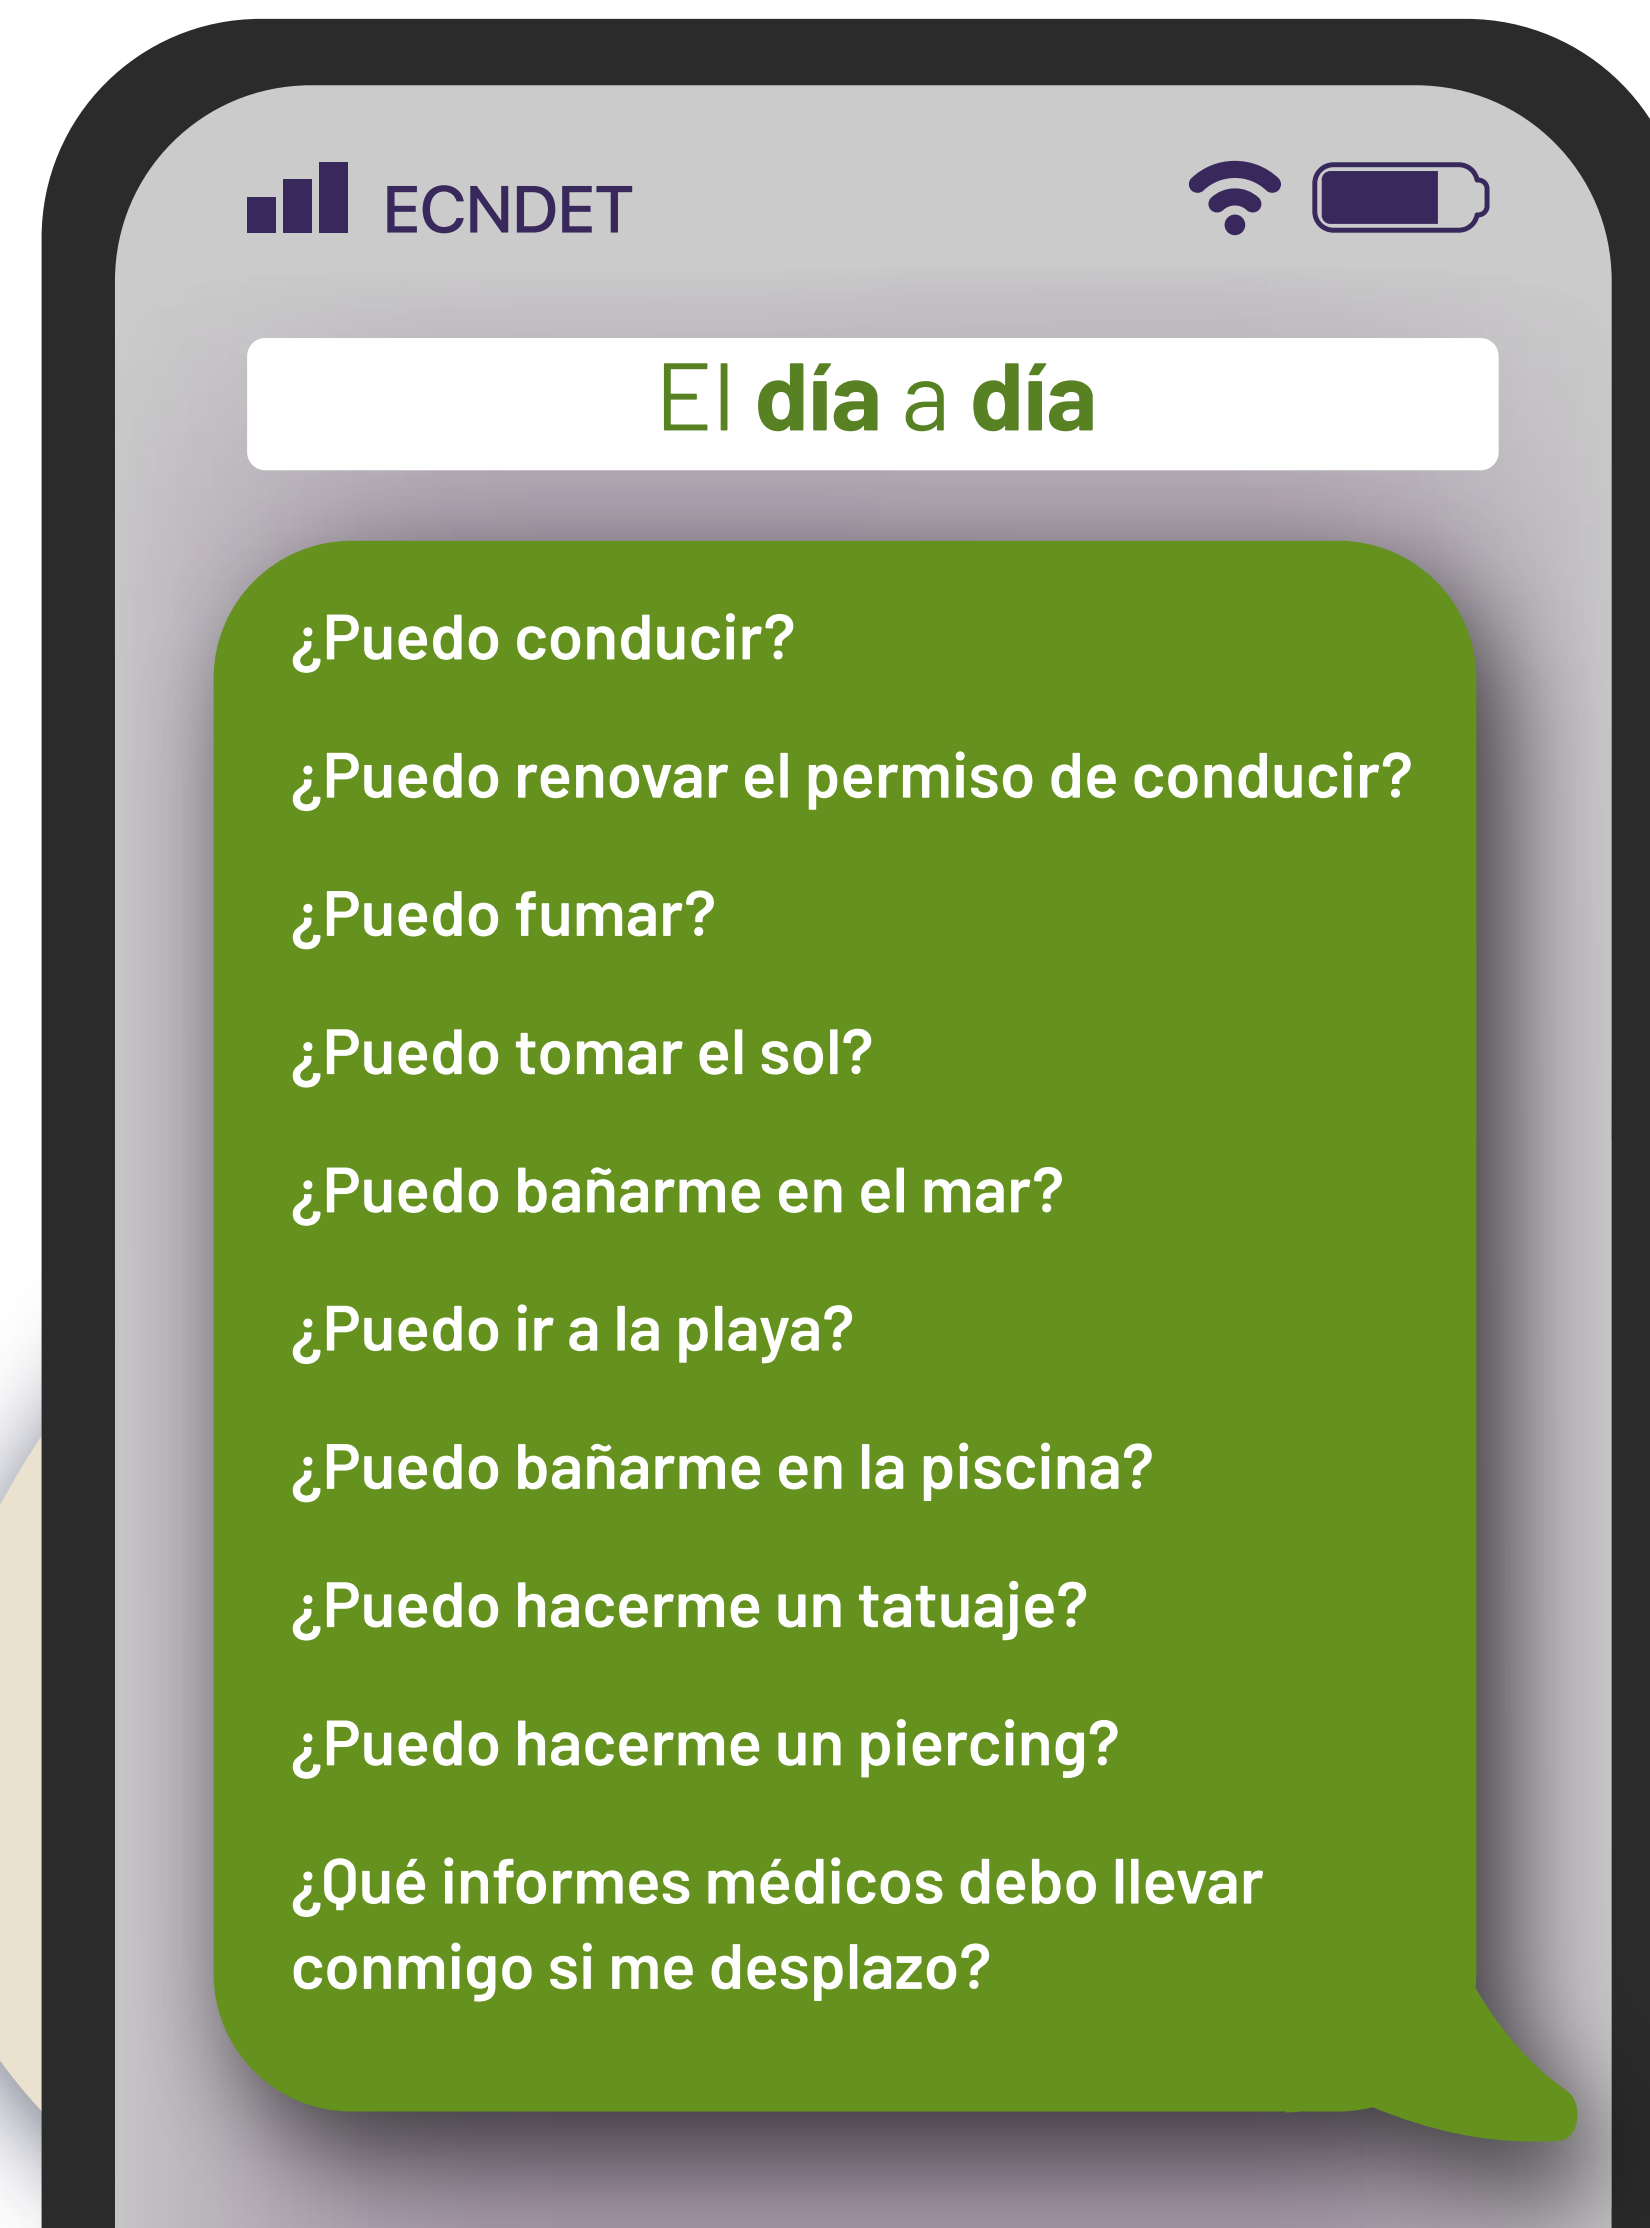 ECNDET
El día a día
¿Puedo conducir?
¿Puedo renovar el permiso de conducir?
¿Puedo fumar?
¿Puedo tomar el sol?
¿Puedo bañarme en el mar?
¿Puedo ir a la playa?
¿Puedo bañarme en la piscina?
¿Puedo hacerme un tatuaje?
¿Puedo hacerme un piercing?
¿Qué informes médicos debo llevar
conmigo si me desplazo?